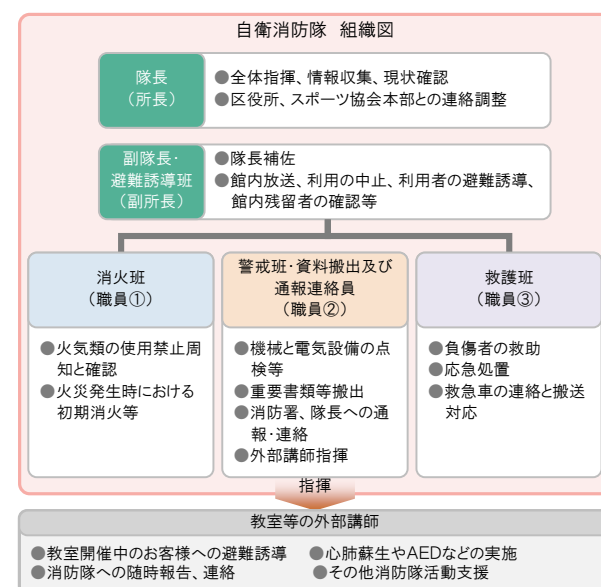 自衛消防隊 組織図
隊長
（所長）
●全体指揮、情報収集、現状確認
●区役所、スポーツ協会本部との連絡調整
副隊長・
避難誘導班
（副所長）
●隊長補佐
●館内放送、利用の中止、利用者の避難誘導、
館内残留者の確認等
消火班
（職員①）
●火気類の使用禁止周
知と確認
●火災発生時における
初期消火等
警戒班・資料搬出及び
通報連絡員
（職員②）
●機械と電気設備の点
検等
●重要書類等搬出
●消防署、隊長への通
報・連絡
●外部講師指揮
救護班
（職員③）
●負傷者の救助
●応急処置
●救急車の連絡と搬送
対応
指揮
教室等の外部講師
●教室開催中のお客様への避難誘導 ●心肺蘇生やAEDなどの実施
●消防隊への随時報告、連絡 ●その他消防隊活動支援